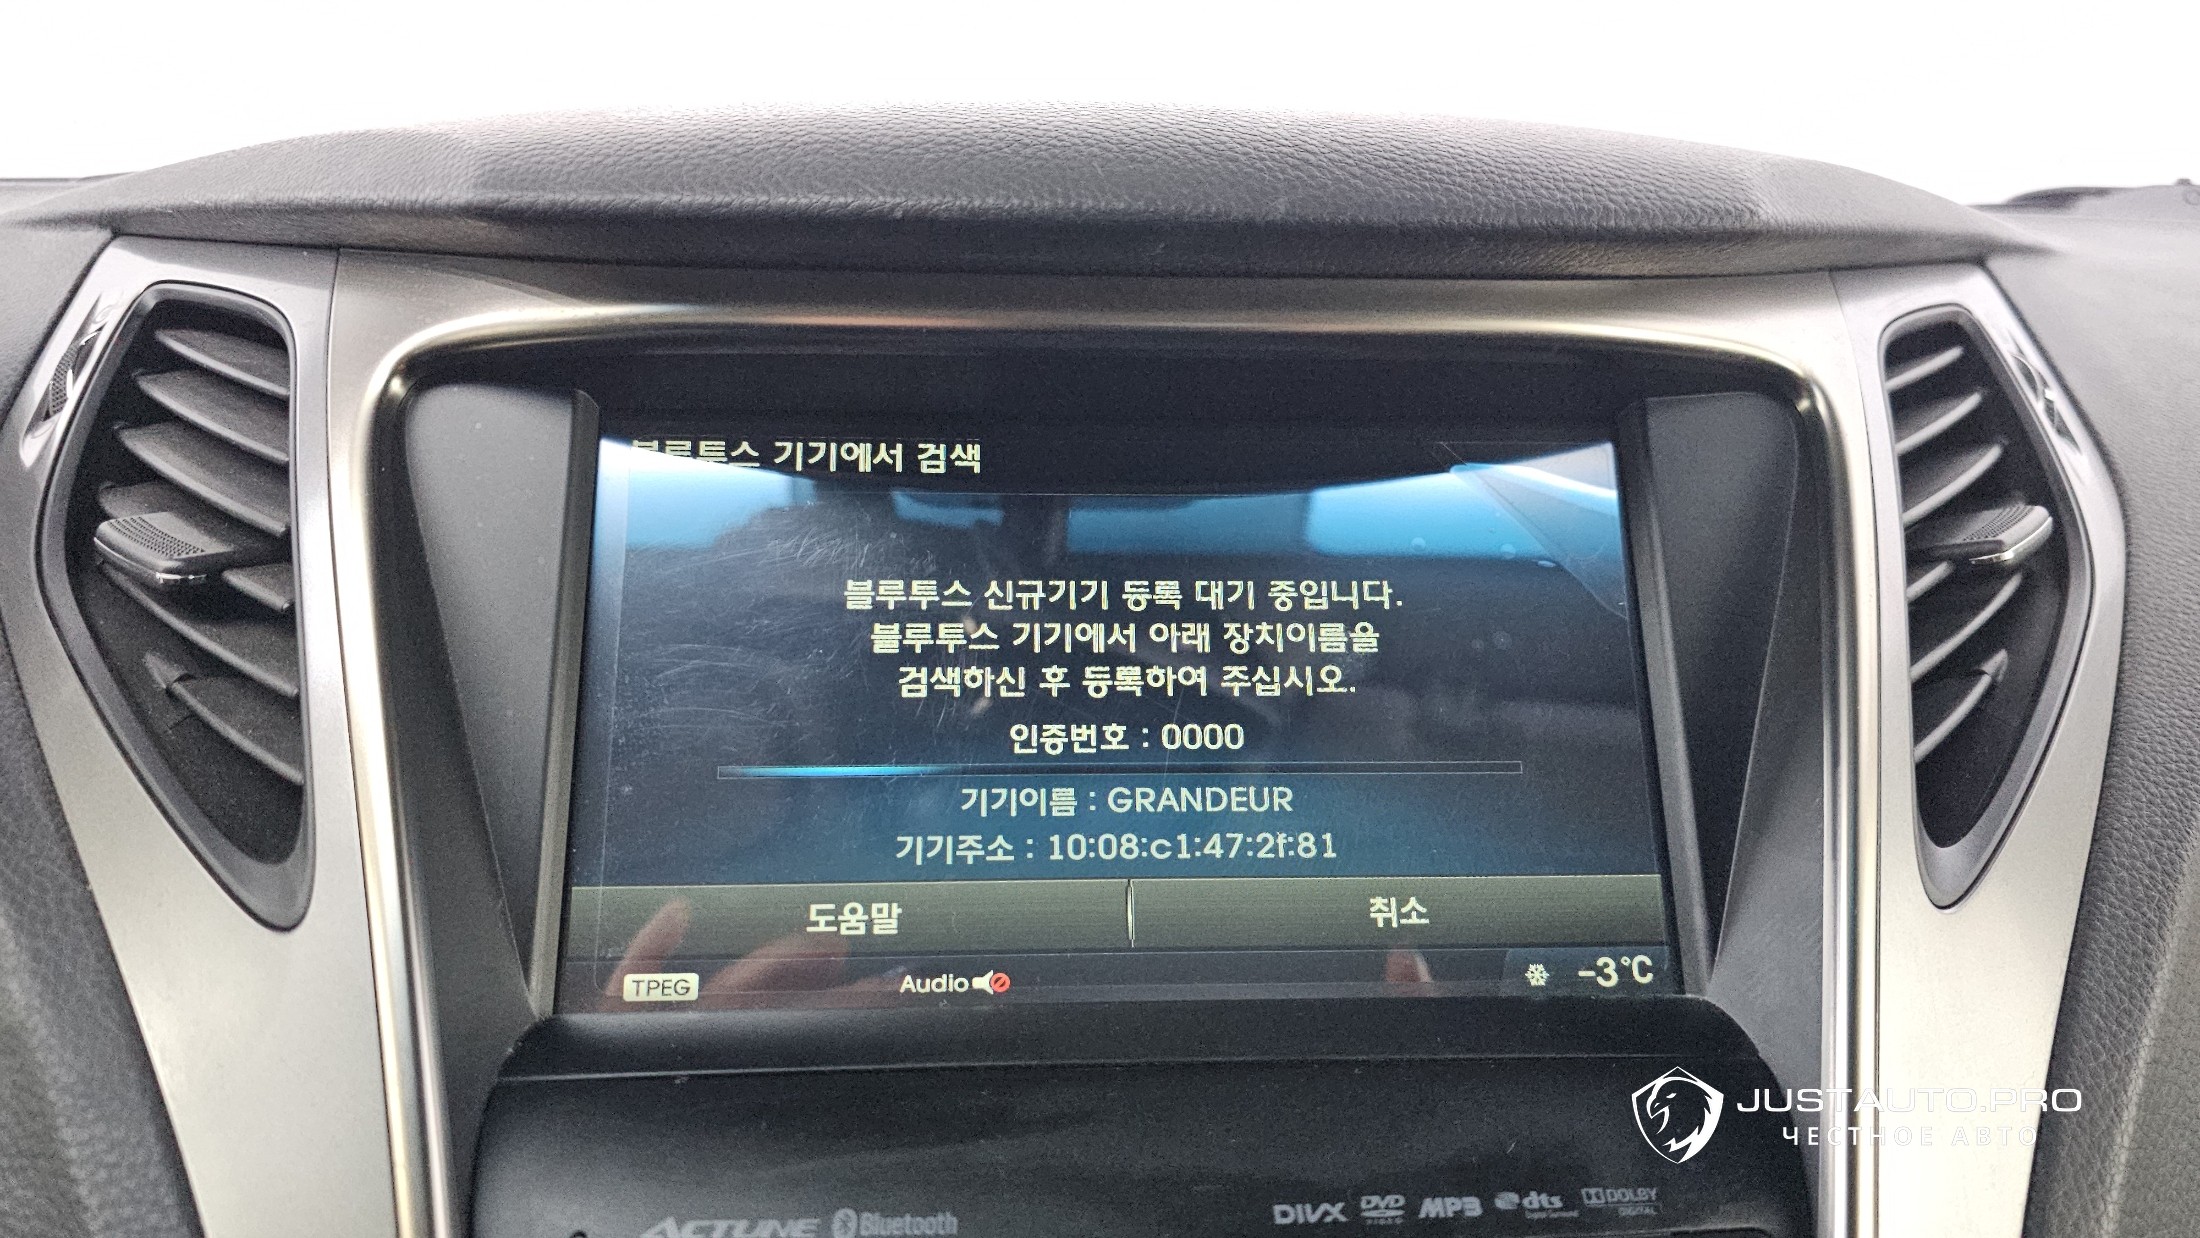 블루투스 기기에서 검색
블루투스 신규기기 등록 대기 중입니다.
블루투스 기기에서 아래 장치이름을
검색하신 후 등록하여 주십시오.
인증번호 : 0000
기기이름 : GRANDEUR
기기주소 : 10:08:c1:47:2f:81
도움말 취소
TPEG Audio -3°C
JUSTAUTO.PRO
ЧЕСТНОЕ АВТО
ACTUNE Bluetooth DIVX DVD VIDEO MP3 dts Digital Surround DOLBY DIGITAL